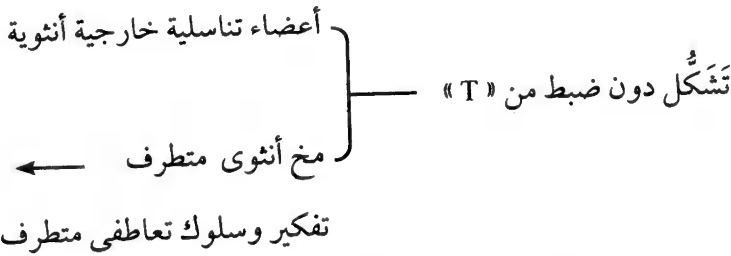 أعضاء تناسلية خارجية أنثوية
تَشَكُّل دون ضبط من « T »
مخ أنثوى متطرف
تفكير وسلوك تعاطفى متطرف